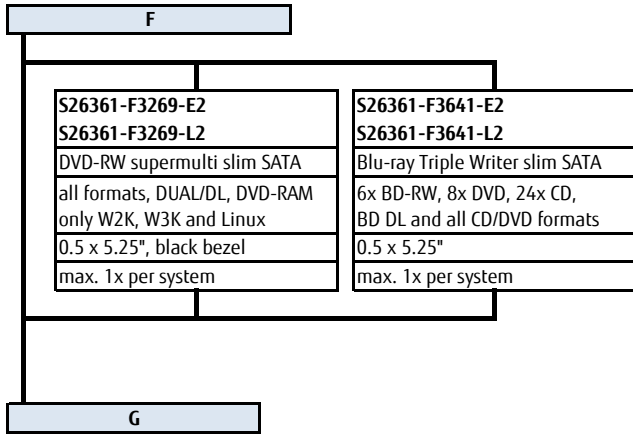 F
S26361-F3269-E2
S26361-F3269-L2
DVD-RW supermulti slim SATA
all formats, DUAL/DL, DVD-RAM
only W2K, W3K and Linux
0.5 x 5.25", black bezel
max. 1x per system
S26361-F3641-E2
S26361-F3641-L2
Blu-ray Triple Writer slim SATA
6x BD-RW, 8x DVD, 24x CD,
BD DL and all CD/DVD formats
0.5 x 5.25"
max. 1x per system
G